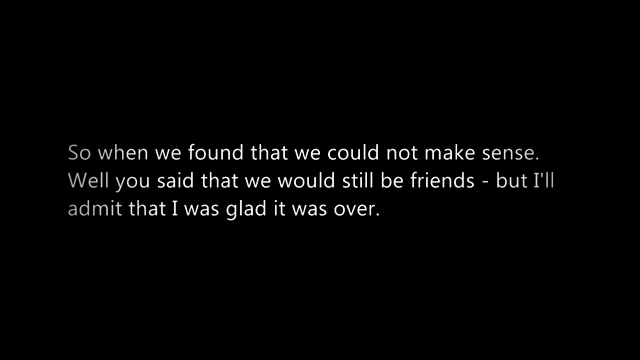 So when we found that we could not make sense.
Well you said that we would still be friends - but I'll
admit that I was glad it was over.